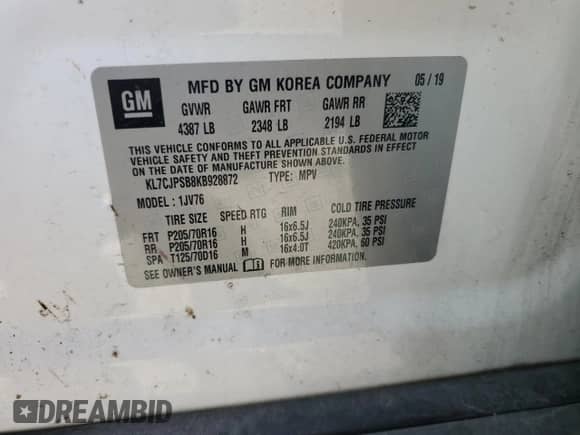 GM
MFD BY GM KOREA COMPANY 05 / 19
GVWR GAWR FRT GAWR RR
4387 LB 2348 LB 2194 LB
THIS VEHICLE CONFORMS TO ALL APPLICABLE U.S. FEDERAL MOTOR
VEHICLE SAFETY AND THEFT PREVENTION STANDARDS IN
EFFECT ON THE DATE OF MANUFACTURE SHOWN ABOVE.
KL7CJPSB8KB928872 TYPE: MPV
MODEL : 1JV76
TIRE SIZE SPEED RTG RIM COLD TIRE PRESSURE
FRT P205/70R16 H 16x6.5J 240KPA, 35 PSI
RR P205/70R16 H 16x6.5J 240KPA, 35 PSI
SPA T125/70D16 M 16x4.0T 420KPA, 60 PSI
SEE OWNER'S MANUAL FOR MORE INFORMATION.
DREAMBID